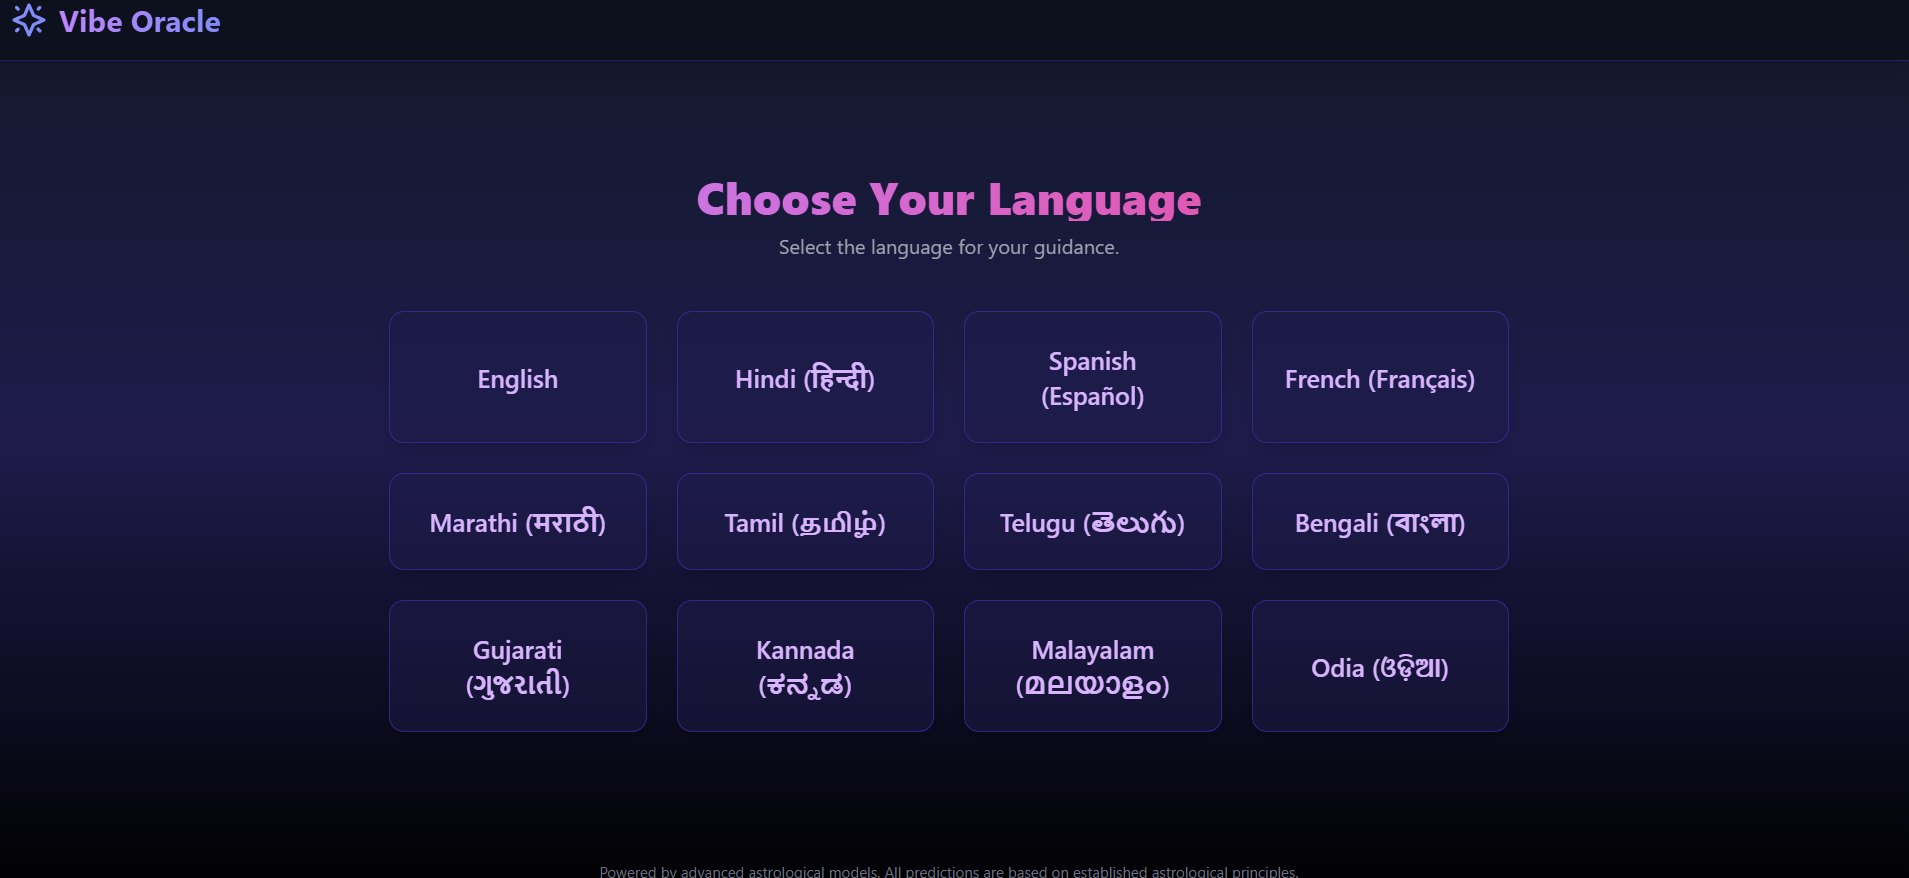 Vibe Oracle
Choose Your Language
Select the language for your guidance.
English
Hindi (हिन्दी)
Spanish
(Español)
French (Français)
Marathi (मराठी)
Tamil (தமிழ்)
Telugu (తెలుగు)
Bengali (বাংলা)
Gujarati
(ગુજરાતી)
Kannada
(ಕನ್ನಡ)
Malayalam
(മലയാളം)
Odia (ଓଡ଼ିଆ)
Powered by advanced astrological models. All predictions are based on established astrological principles.